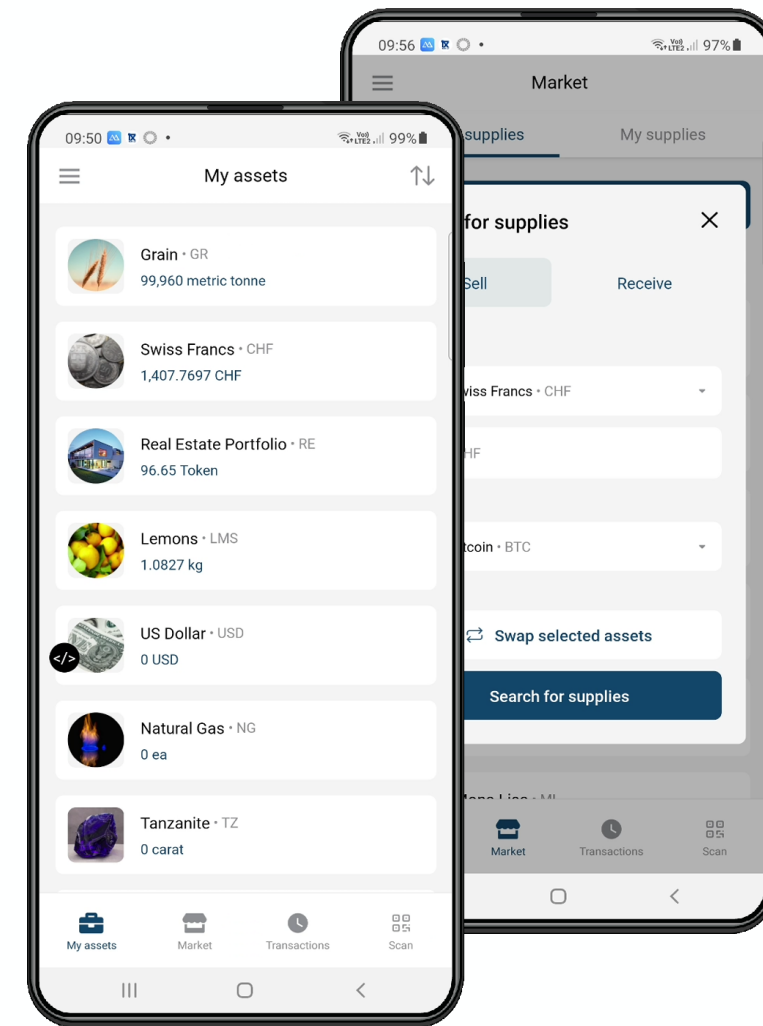 09:50
99%
My assets
Grain • GR
99,960 metric tonne
Swiss Francs • CHF
1,407.7697 CHF
Real Estate Portfolio • RE
96.65 Token
Lemons • LMS
1.0827 kg
</>
US Dollar • USD
0 USD
Natural Gas • NG
0 ea
Tanzanite • TZ
0 carat
My assets
Market
Transactions
Scan
09:56
97%
Market
supplies
My supplies
for supplies
Sell
Receive
wiss Francs • CHF
HF
tcoin • BTC
Swap selected assets
Search for supplies
Market
Transactions
Scan